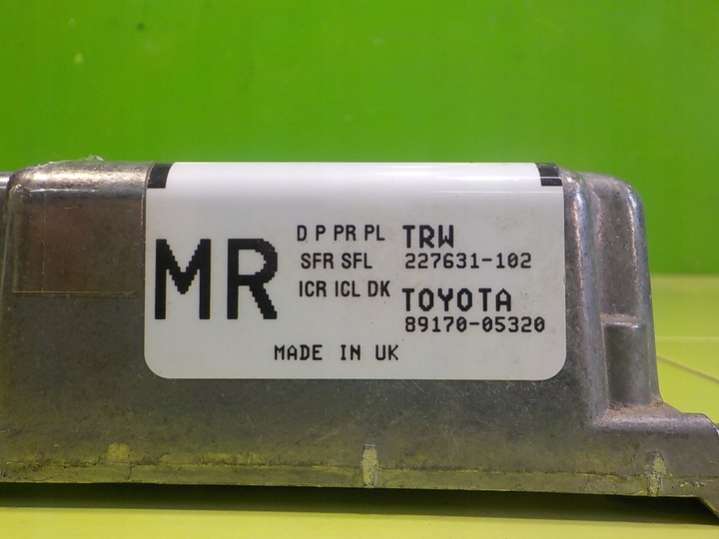 MR
D P PR PL
SFR SFL
ICR ICL DK
TRW
227631-102
TOYOTA
89170-05320
MADE IN UK